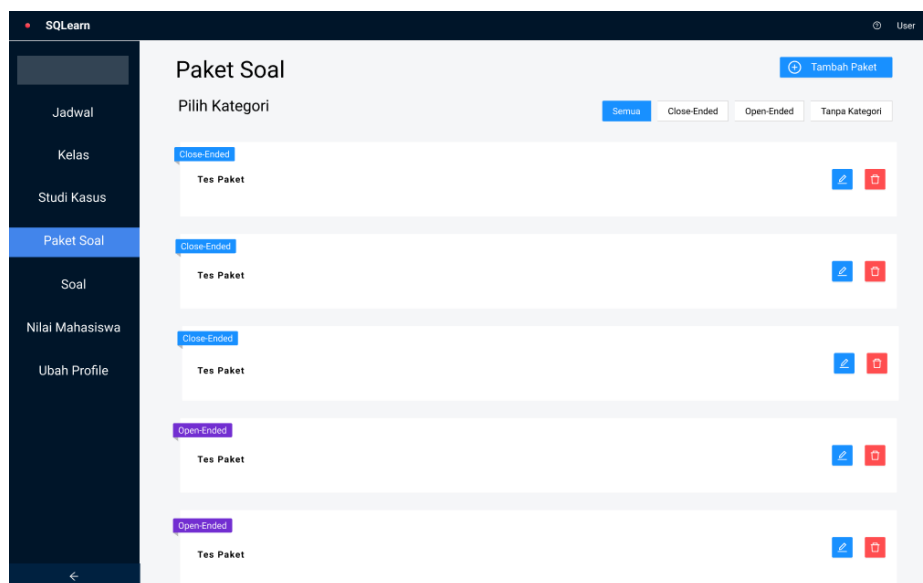 SQLearn
User
Jadwal
Kelas
Studi Kasus
Paket Soal
Soal
Nilai Mahasiswa
Ubah Profile
Paket Soal
Tambah Paket
Pilih Kategori
Semua
Close-Ended
Open-Ended
Tanpa Kategori
Close-Ended
Tes Paket
Close-Ended
Tes Paket
Close-Ended
Tes Paket
Open-Ended
Tes Paket
Open-Ended
Tes Paket